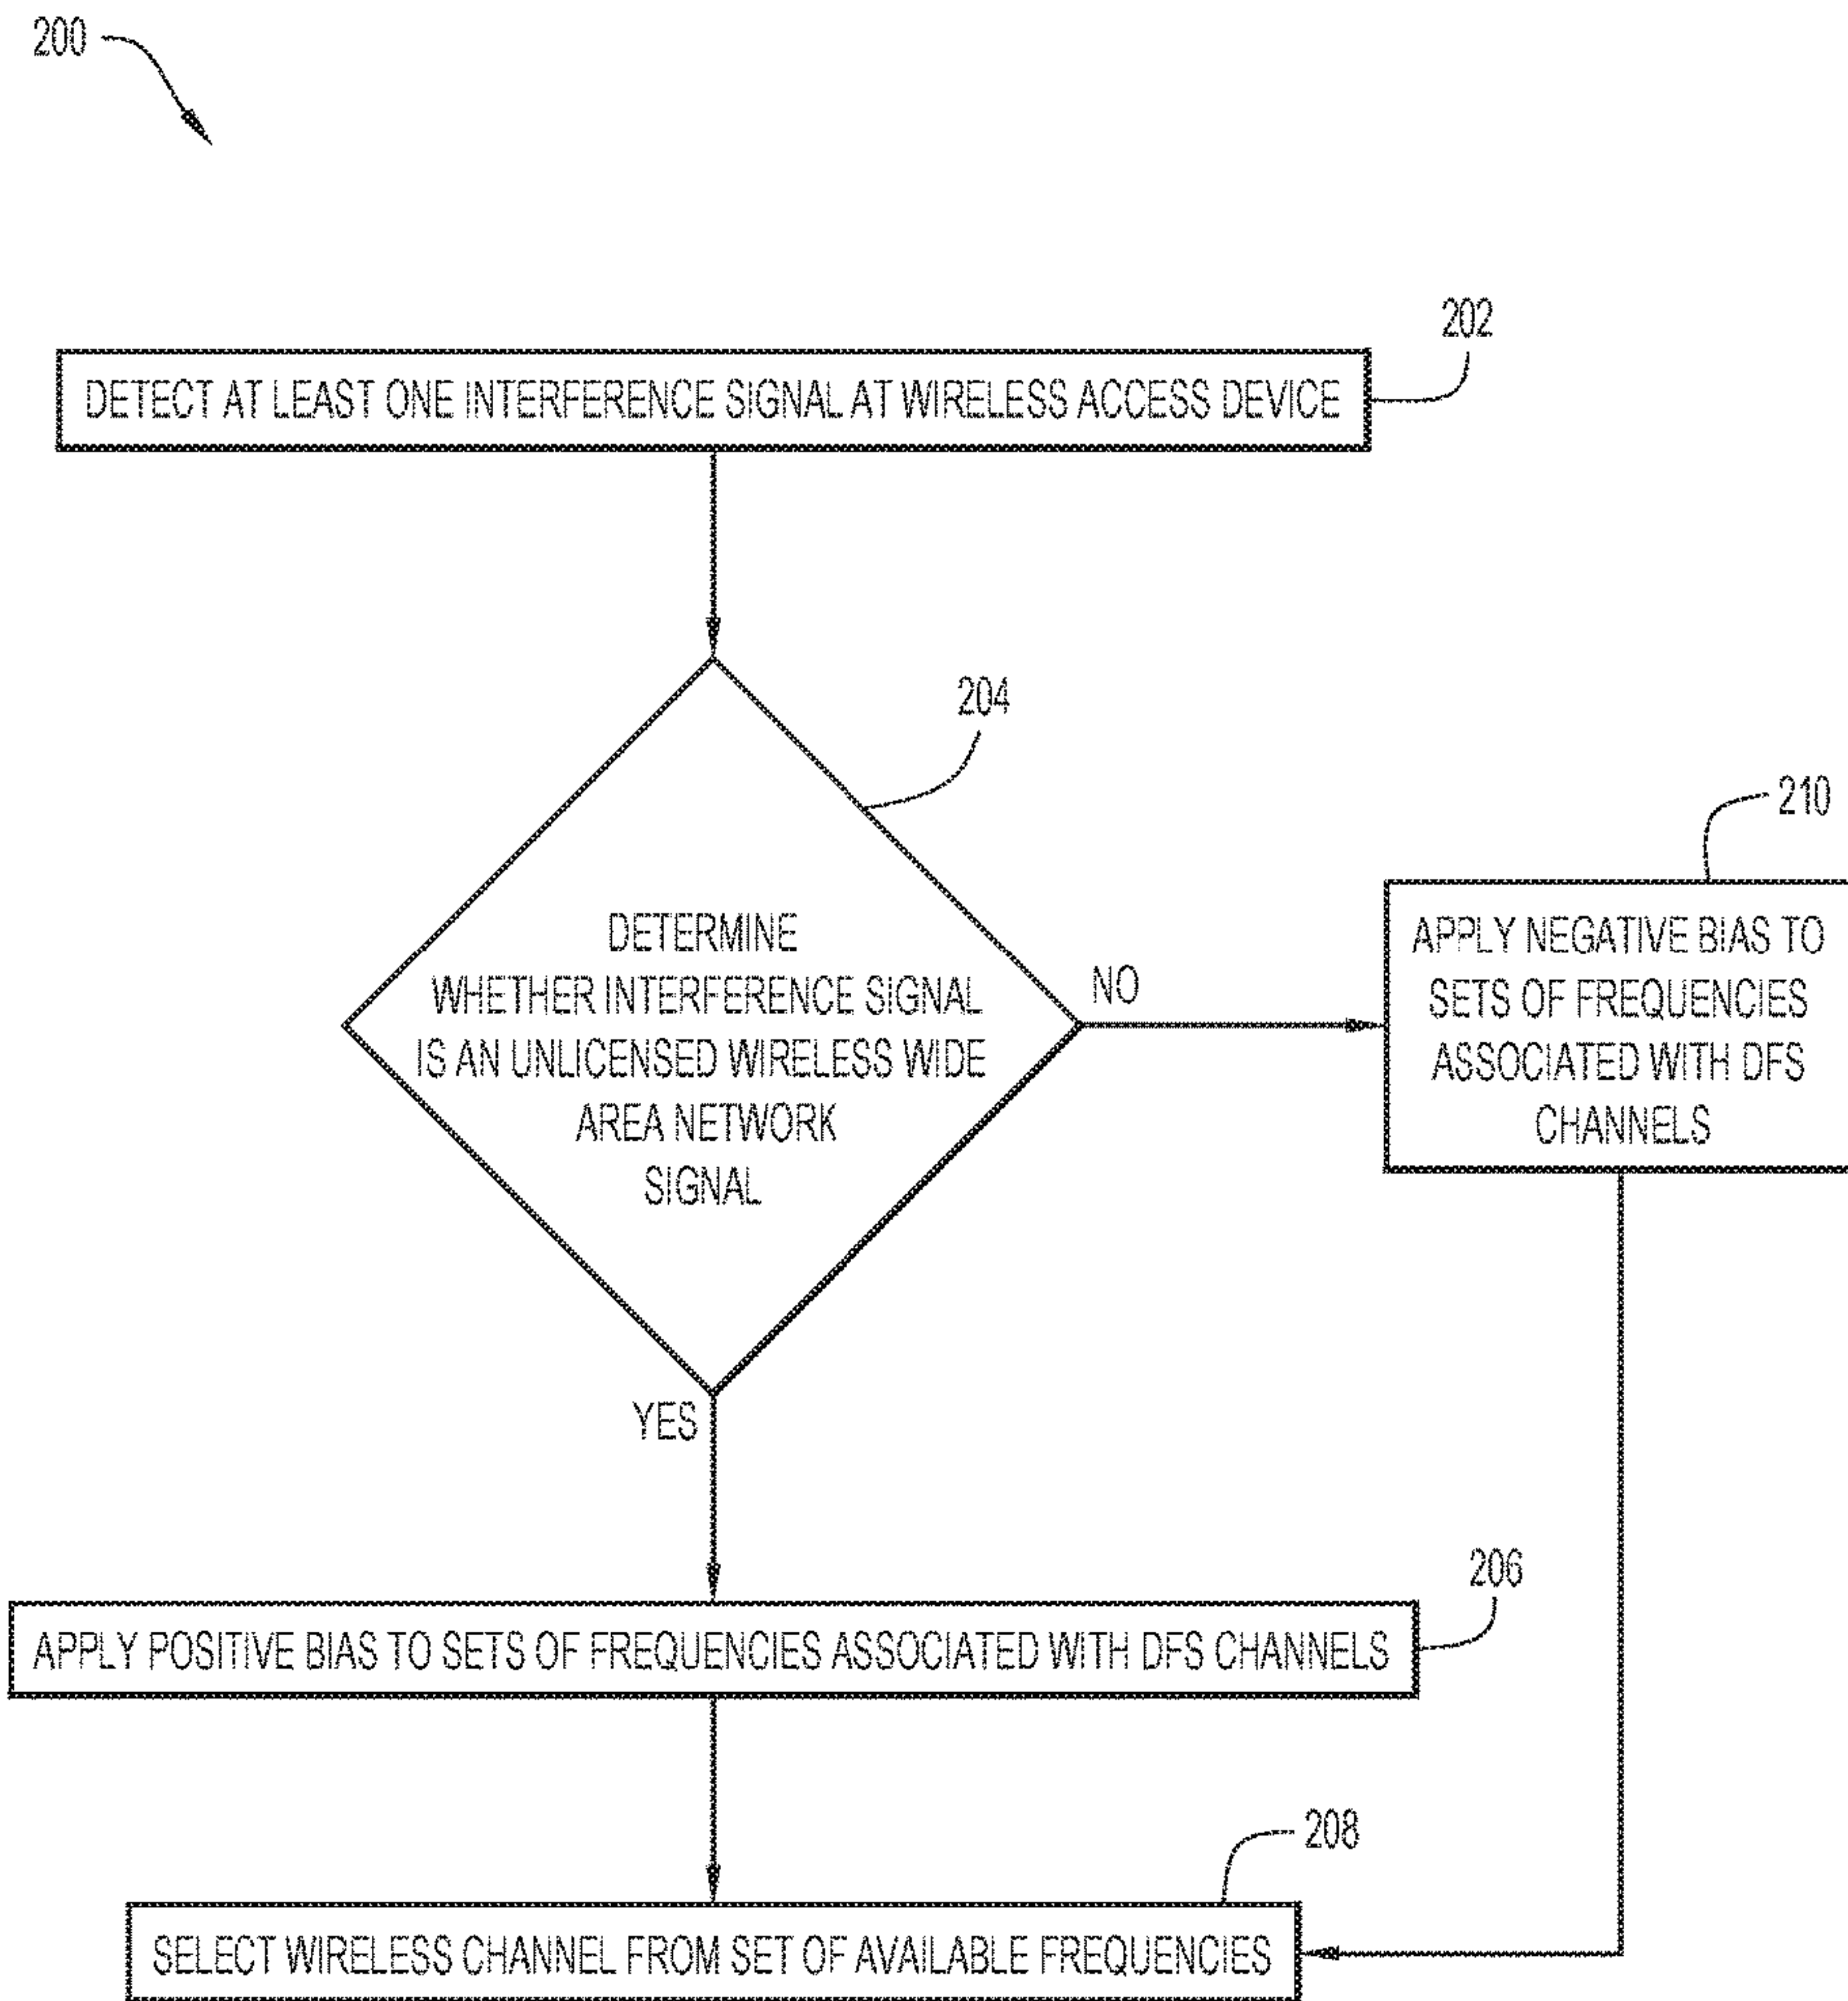 200
202
DETECT AT LEAST ONE INTERFERENCE SIGNAL AT WIRELESS ACCESS DEVICE
204
DETERMINE
WHETHER INTERFERENCE SIGNAL
IS AN UNLICENSED WIRELESS WIDE
AREA NETWORK
SIGNAL
NO
210
APPLY NEGATIVE BIAS TO
SETS OF FREQUENCIES
ASSOCIATED WITH DFS
CHANNELS
YES
206
APPLY POSITIVE BIAS TO SETS OF FREQUENCIES ASSOCIATED WITH DFS CHANNELS
208
SELECT WIRELESS CHANNEL FROM SET OF AVAILABLE FREQUENCIES